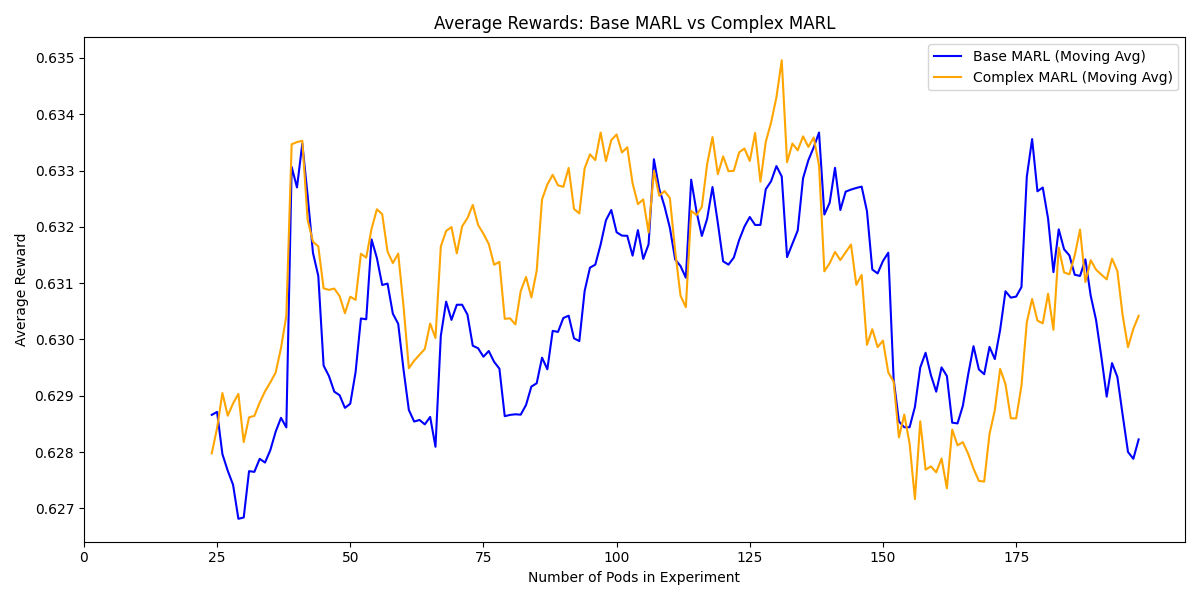 Average Rewards: Base MARL vs Complex MARL
Base MARL (Moving Avg)
Complex MARL (Moving Avg)
Average Reward
0.635
0.634
0.633
0.632
0.631
0.630
0.629
0.628
0.627
0 25 50 75 100 125 150 175
Number of Pods in Experiment